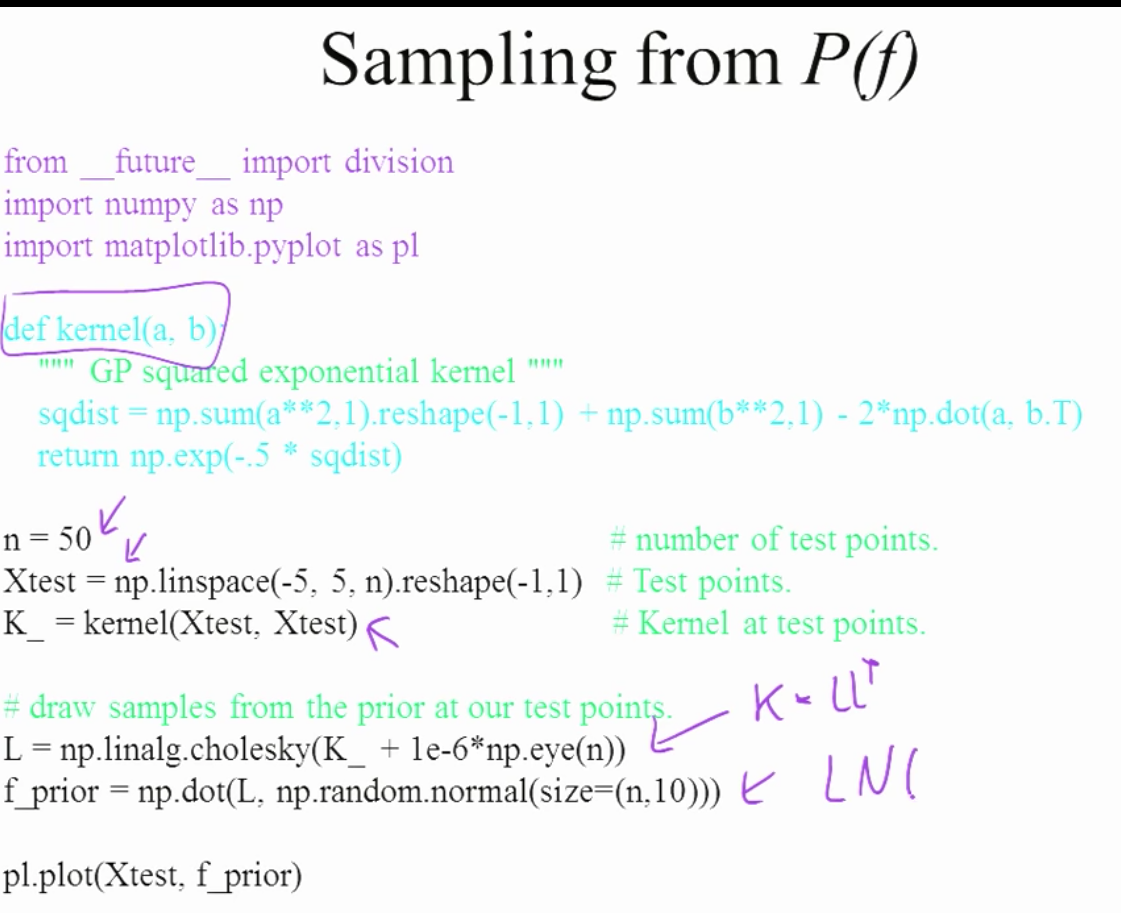 Sampling from P(f)
from __future__ import division
import numpy as np
import matplotlib.pyplot as pl
def kernel(a, b):
""" GP squared exponential kernel """
sqdist = np.sum(a**2,1).reshape(-1,1) + np.sum(b**2,1) - 2*np.dot(a, b.T)
return np.exp(-.5 * sqdist)
n = 50 # number of test points.
Xtest = np.linspace(-5, 5, n).reshape(-1,1) # Test points.
K_ = kernel(Xtest, Xtest) # Kernel at test points.
# draw samples from the prior at our test points.
K = LLᵀ
L = np.linalg.cholesky(K_ + 1e-6*np.eye(n))
f_prior = np.dot(L, np.random.normal(size=(n,10))) LN(
pl.plot(Xtest, f_prior)